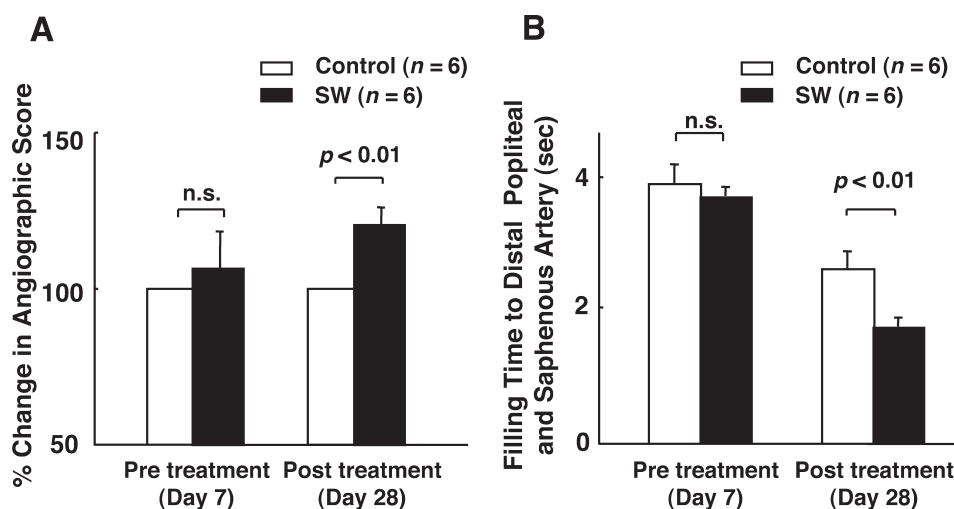 A
Control (n = 6)
SW (n = 6)
% Change in Angiographic Score
150
100
50
n.s.
p < 0.01
Pre treatment
(Day 7)
Post treatment
(Day 28)
B
Control (n = 6)
SW (n = 6)
Filling Time to Distal Popliteal
and Saphenous Artery (sec)
4
2
0
n.s.
p < 0.01
Pre treatment
(Day 7)
Post treatment
(Day 28)